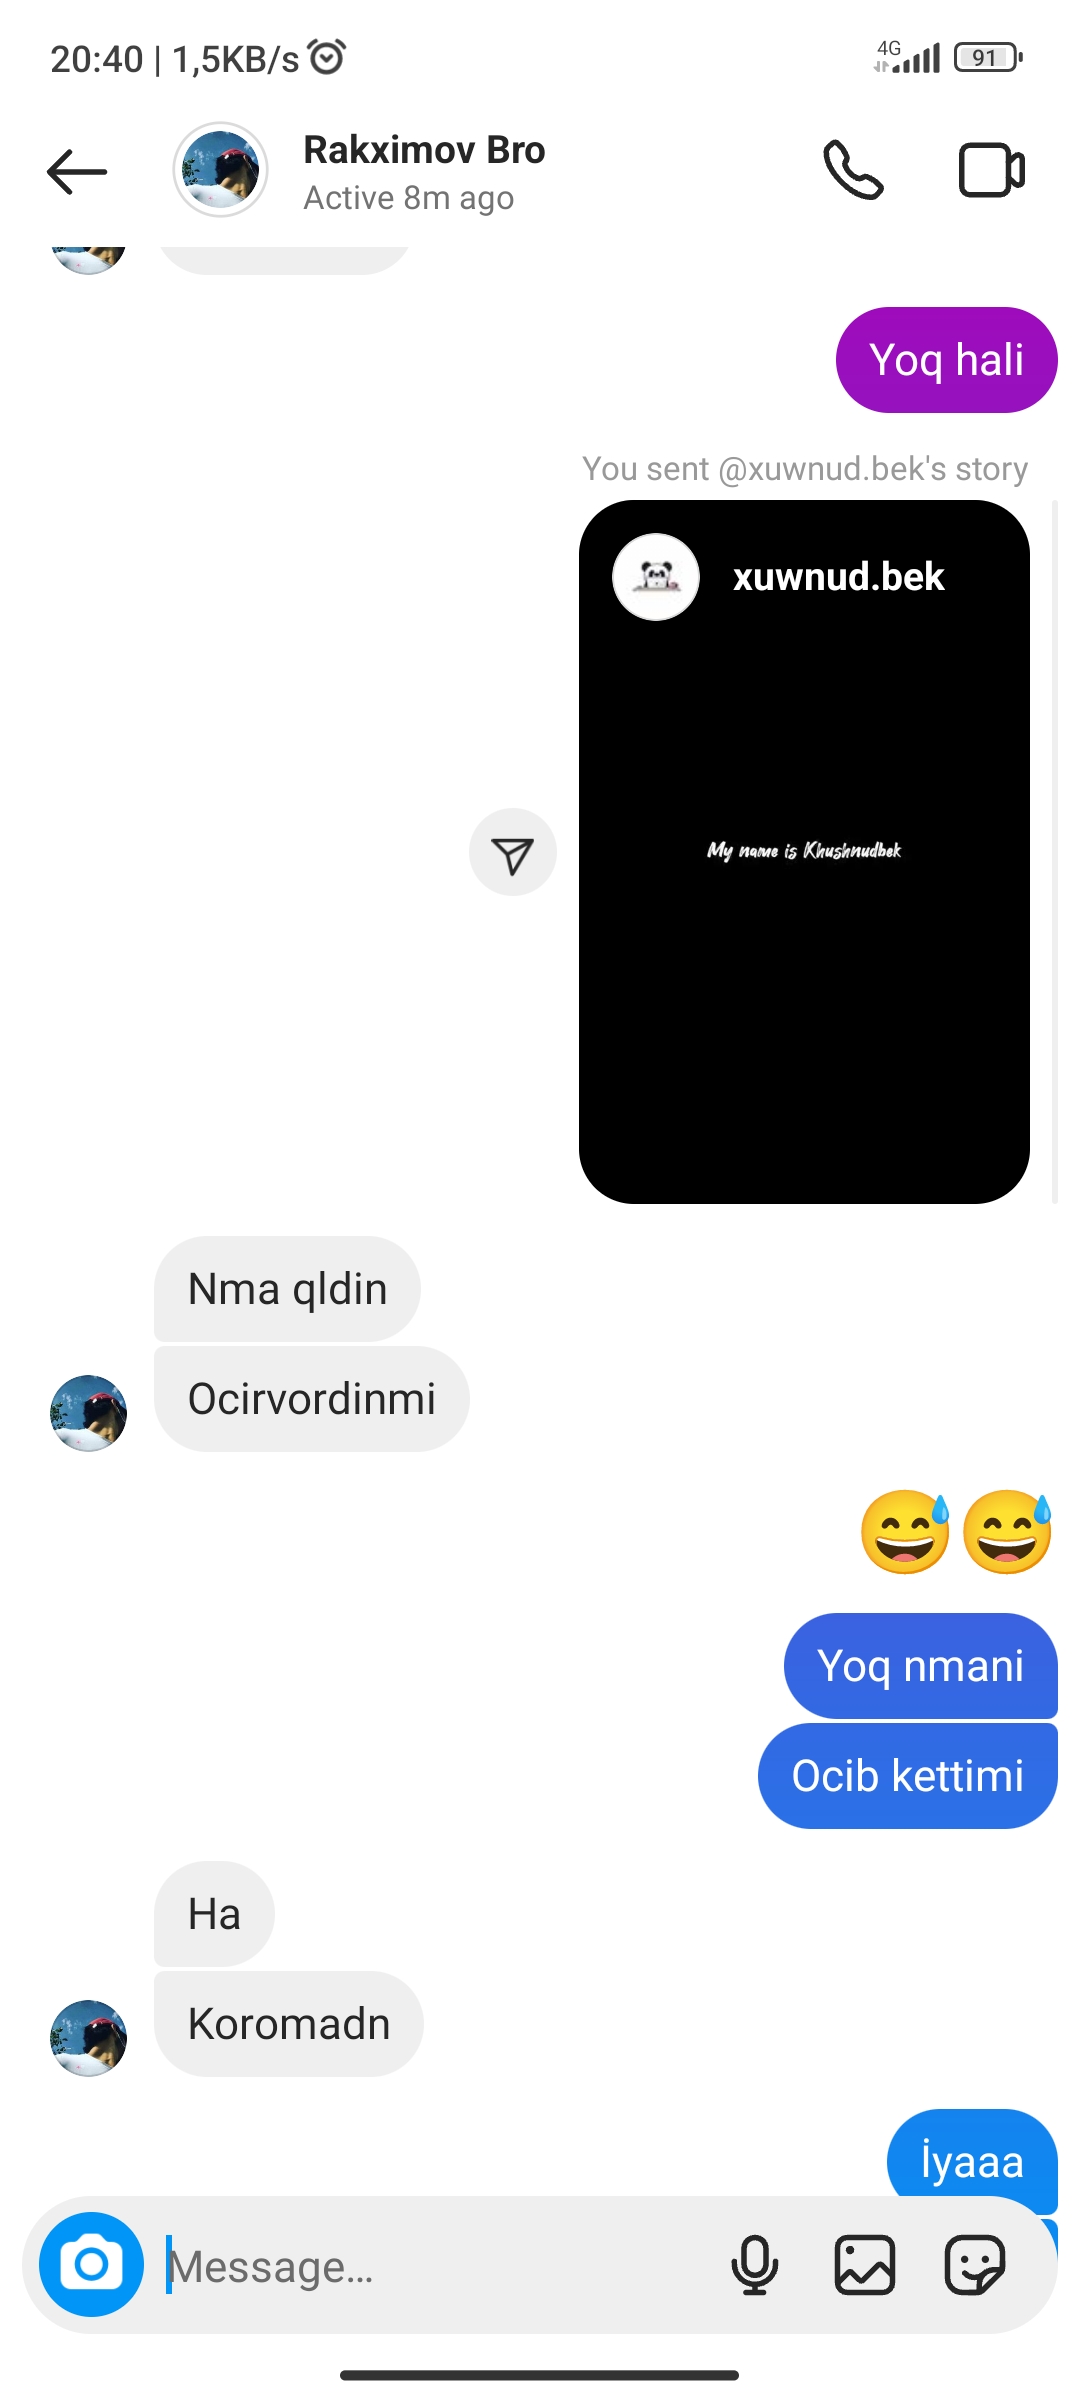 20:40 | 1,5KB/s
4G
91
Rakximov Bro
Active 8m ago
Yoq hali
You sent @xuwnud.bek's story
xuwnud.bek
My name is Khushnudbek
Nma qldin
Ocirvordinmi
Yoq nmani
Ocib kettimi
Ha
Koromadn
İyaaa
Message...